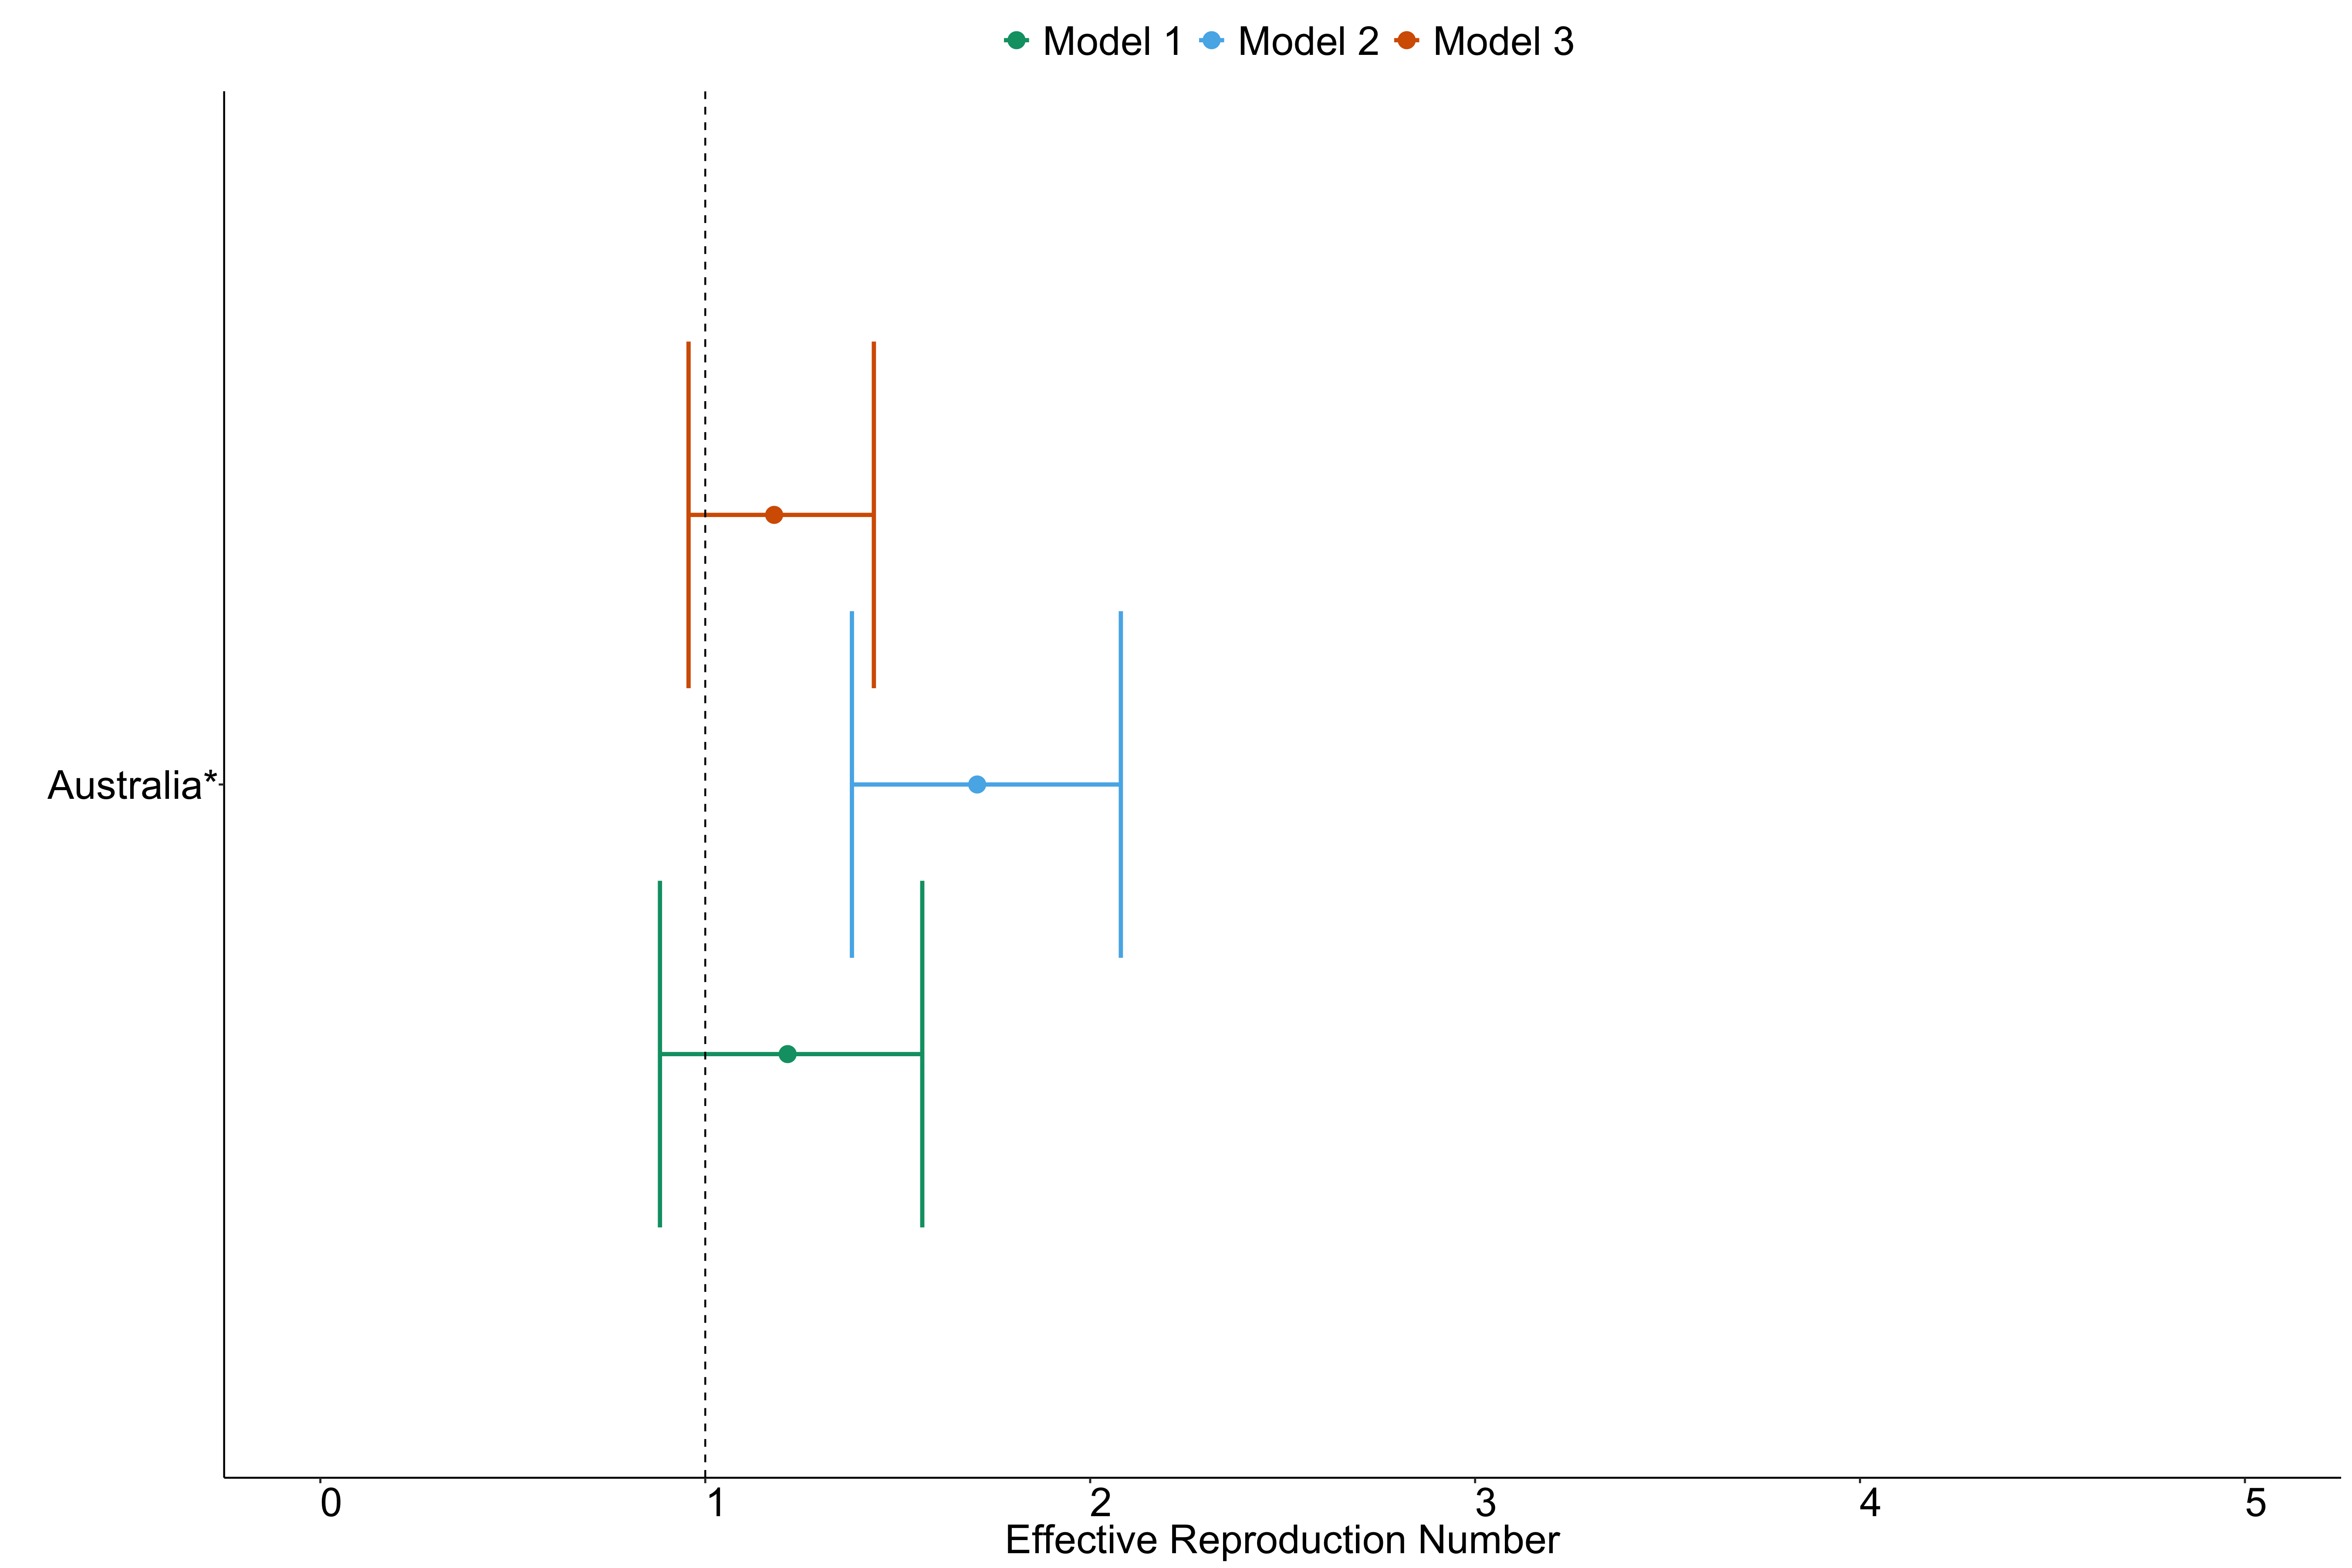 Model 1 Model 2 Model 3
Australia*
0 1 2 3 4 5
Effective Reproduction Number